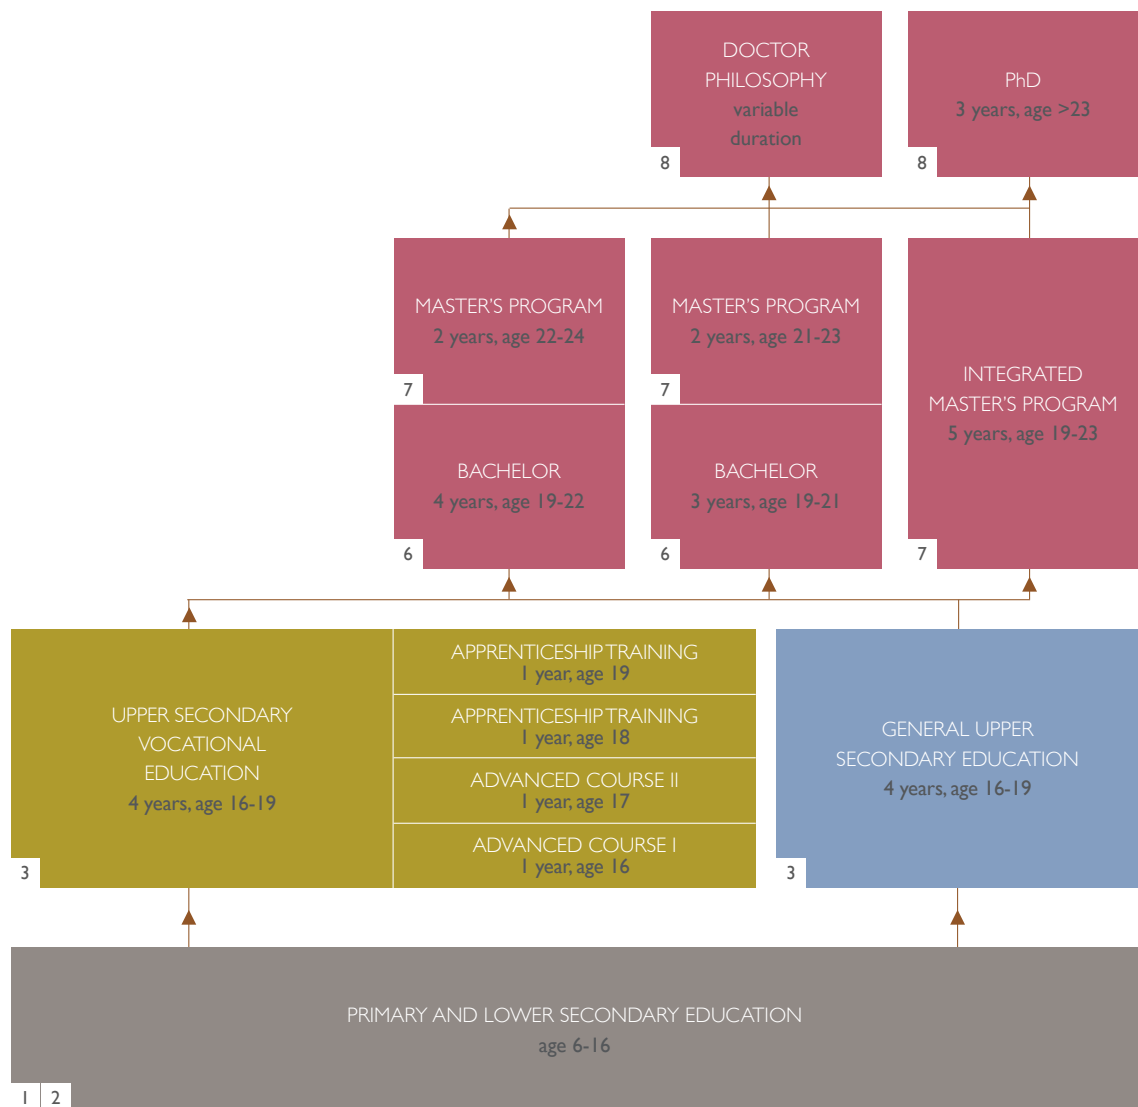 DOCTOR
PHILOSOPHY
variable
duration
8
PhD
3 years, age >23
8
MASTER'S PROGRAM
2 years, age 22-24
7
MASTER'S PROGRAM
2 years, age 21-23
7
INTEGRATED
MASTER'S PROGRAM
5 years, age 19-23
7
BACHELOR
4 years, age 19-22
6
BACHELOR
3 years, age 19-21
6
UPPER SECONDARY
VOCATIONAL
EDUCATION
4 years, age 16-19
3
APPRENTICESHIP TRAINING
1 year, age 19
APPRENTICESHIP TRAINING
1 year, age 18
ADVANCED COURSE II
1 year, age 17
ADVANCED COURSE I
1 year, age 16
GENERAL UPPER
SECONDARY EDUCATION
4 years, age 16-19
3
PRIMARY AND LOWER SECONDARY EDUCATION
age 6-16
1 2